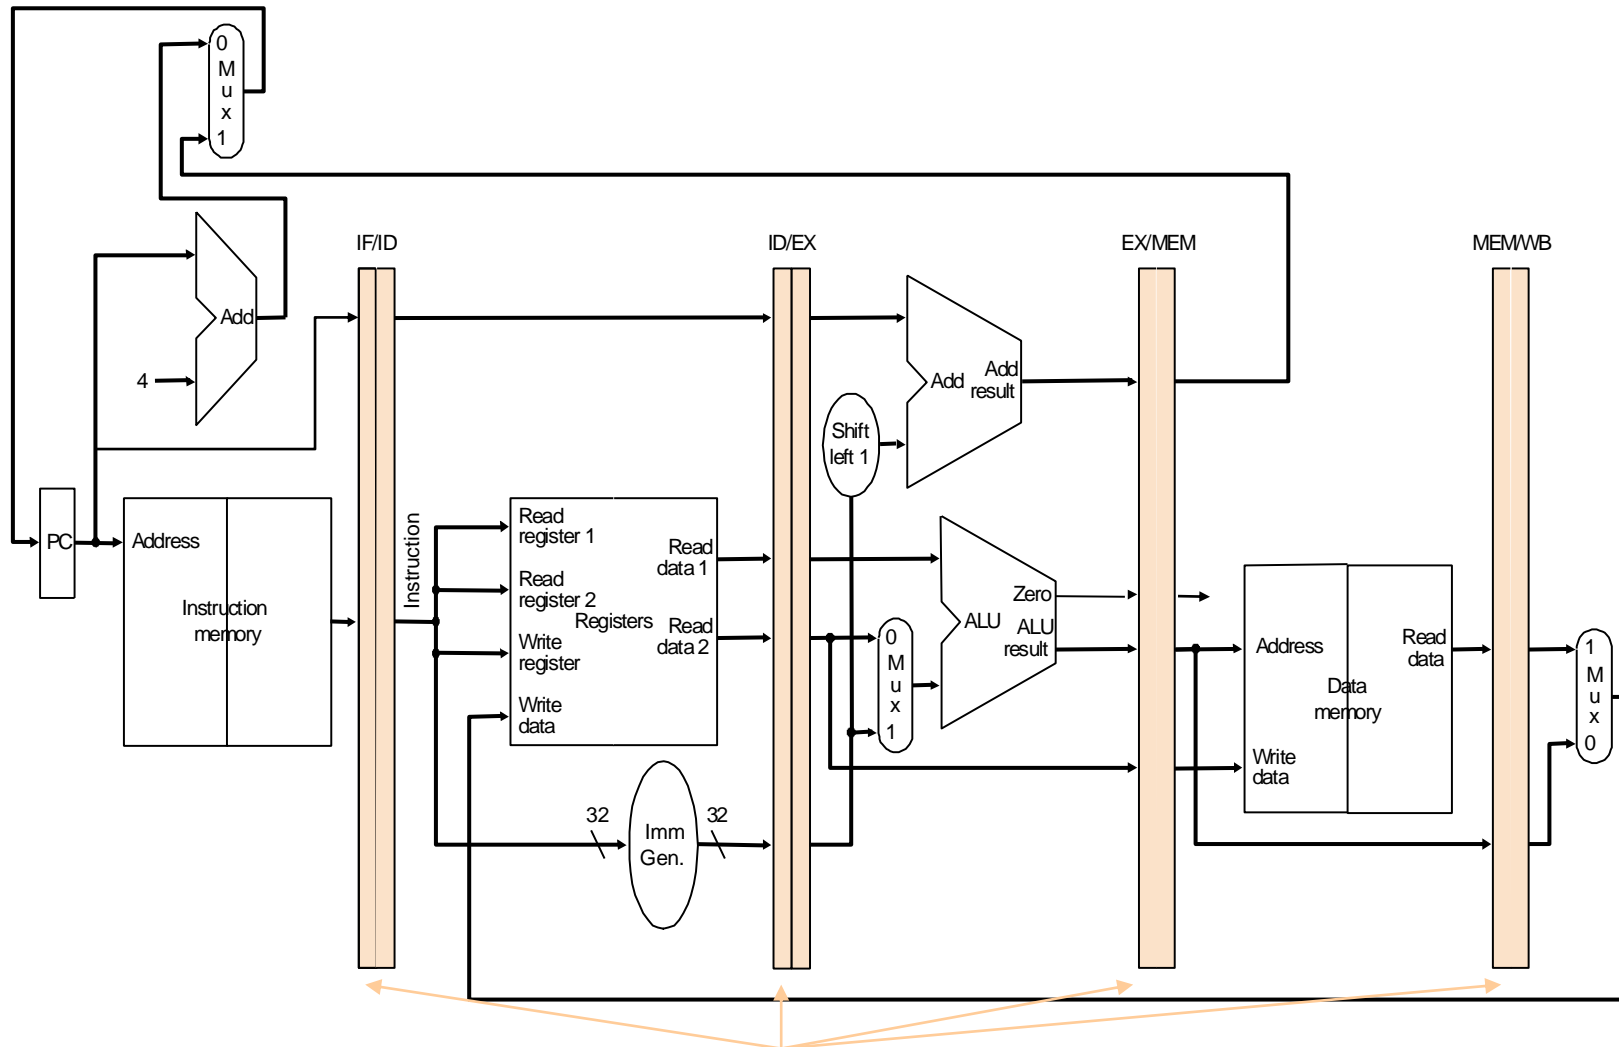 0
M
u
x
1
IF/ID
ID/EX
EX/MEM
MEM/WB
Add
4
Add
Add
result
Shift
left 1
PC
Address
Instruction
memory
Instruction
Read
register 1
Read
register 2
Write
register
Write
data
Registers
Read
data 1
Read
data 2
0
M
u
x
1
Zero
ALU
ALU
result
Address
Data
memory
Read
data
Write
data
1
M
u
x
0
32
Imm
Gen.
32